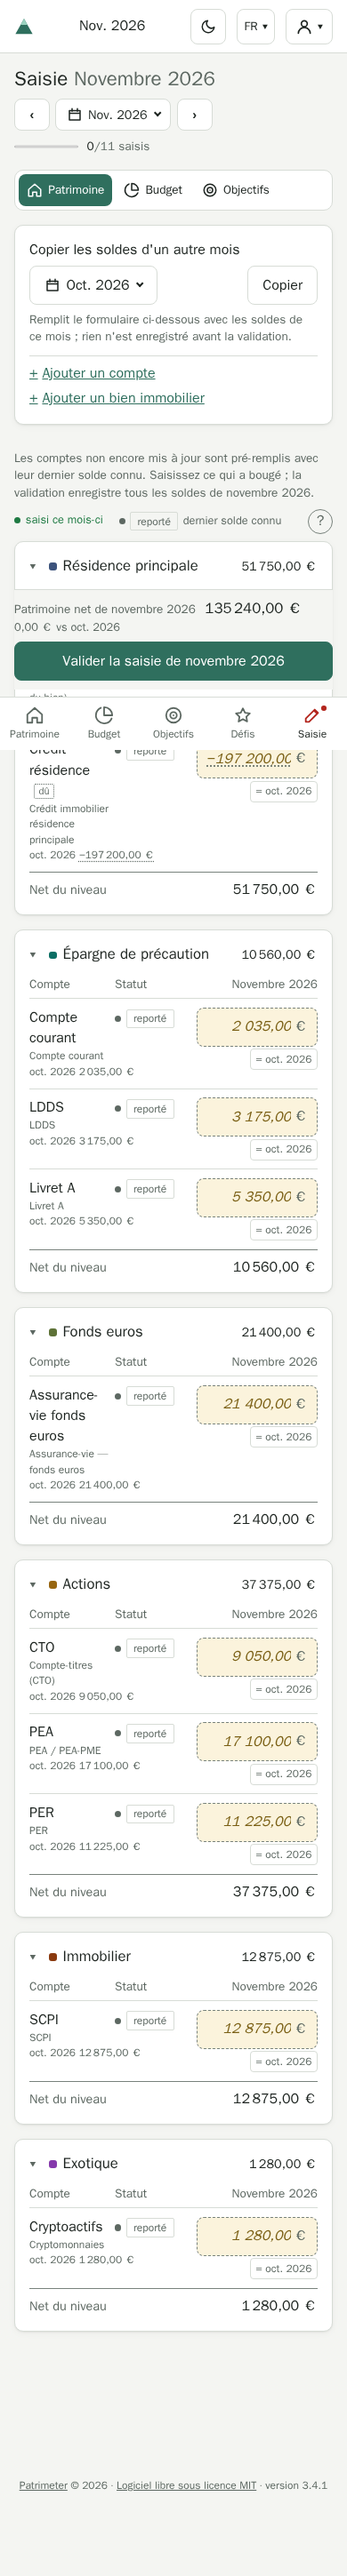 Nov. 2026
FR
Saisie Novembre 2026
‹ Nov. 2026 ›
0/11 saisis
Patrimoine Budget Objectifs
Copier les soldes d'un autre mois
Oct. 2026 Copier
Remplit le formulaire ci-dessous avec les soldes de
ce mois ; rien n'est enregistré avant la validation.
+ Ajouter un compte
+ Ajouter un bien immobilier
Les comptes non encore mis à jour sont pré-remplis avec
leur dernier solde connu. Saisissez ce qui a bougé ; la
validation enregistre tous les soldes de novembre 2026.
saisi ce mois-ci reporté dernier solde connu ?
Résidence principale 51 750,00 €
Patrimoine net de novembre 2026 135 240,00 €
0,00 € vs oct. 2026
Valider la saisie de novembre 2026
Patrimoine Budget Objectifs Défis Saisie
Crédit reporté −197 200,00 €
résidence
dû = oct. 2026
Crédit immobilier
résidence
principale
oct. 2026 −197 200,00 €
Net du niveau 51 750,00 €
Épargne de précaution 10 560,00 €
Compte Statut Novembre 2026
Compte reporté 2 035,00 €
courant
Compte courant = oct. 2026
oct. 2026 2 035,00 €
LDDS reporté 3 175,00 €
LDDS
oct. 2026 3 175,00 € = oct. 2026
Livret A reporté 5 350,00 €
Livret A
oct. 2026 5 350,00 € = oct. 2026
Net du niveau 10 560,00 €
Fonds euros 21 400,00 €
Compte Statut Novembre 2026
Assurance- reporté 21 400,00 €
vie fonds
euros = oct. 2026
Assurance-vie —
fonds euros
oct. 2026 21 400,00 €
Net du niveau 21 400,00 €
Actions 37 375,00 €
Compte Statut Novembre 2026
CTO reporté 9 050,00 €
Compte-titres
(CTO) = oct. 2026
oct. 2026 9 050,00 €
PEA reporté 17 100,00 €
PEA / PEA-PME
oct. 2026 17 100,00 € = oct. 2026
PER reporté 11 225,00 €
PER
oct. 2026 11 225,00 € = oct. 2026
Net du niveau 37 375,00 €
Immobilier 12 875,00 €
Compte Statut Novembre 2026
SCPI reporté 12 875,00 €
SCPI
oct. 2026 12 875,00 € = oct. 2026
Net du niveau 12 875,00 €
Exotique 1 280,00 €
Compte Statut Novembre 2026
Cryptoactifs reporté 1 280,00 €
Cryptomonnaies
oct. 2026 1 280,00 € = oct. 2026
Net du niveau 1 280,00 €
Patrimeter © 2026 · Logiciel libre sous licence MIT · version 3.4.1